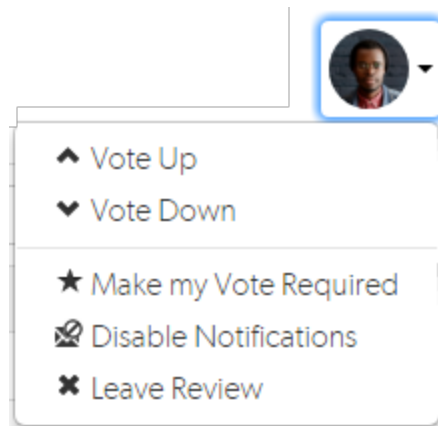 Vote Up
Vote Down
Make my Vote Required
Disable Notifications
Leave Review